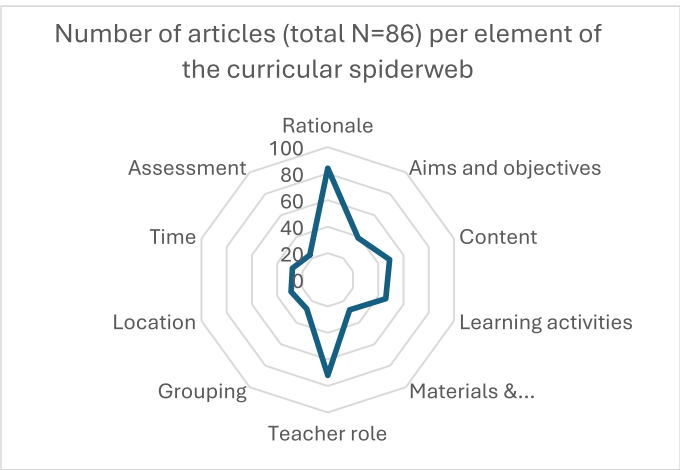 Number of articles (total N=86) per element of
the curricular spiderweb
Rationale
100
80
60
40
20
0
Aims and objectives
Content
Learning activities
Materials &...
Teacher role
Grouping
Location
Time
Assessment